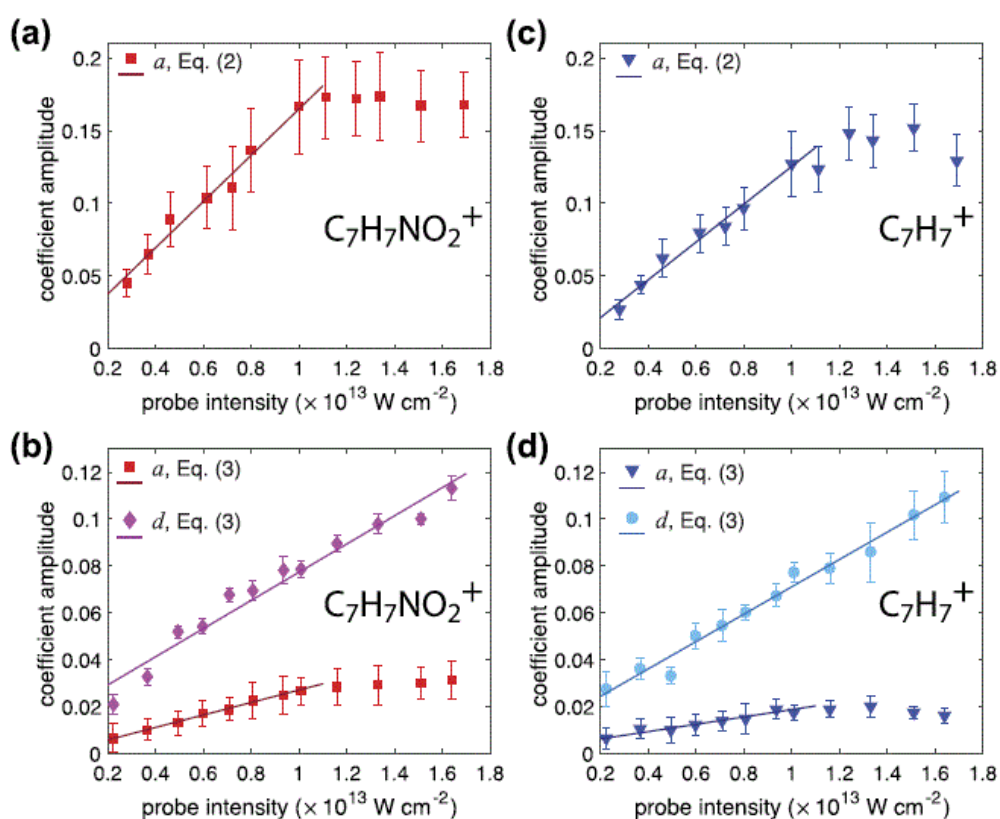 (a)
0.2
0.15
0.1
0.05
0
a, Eq. (2)
C₇H₇NO₂⁺
coefficient amplitude
0.2 0.4 0.6 0.8 1.0 1.2 1.4 1.6 1.8
probe intensity (× 10¹³ W cm⁻²)
(c)
0.2
0.15
0.1
0.05
0
a, Eq. (2)
C₇H₇⁺
coefficient amplitude
0.2 0.4 0.6 0.8 1.0 1.2 1.4 1.6 1.8
probe intensity (× 10¹³ W cm⁻²)
(b)
0.12
0.1
0.08
0.06
0.04
0.02
0
a, Eq. (3)
d, Eq. (3)
C₇H₇NO₂⁺
coefficient amplitude
0.2 0.4 0.6 0.8 1.0 1.2 1.4 1.6 1.8
probe intensity (× 10¹³ W cm⁻²)
(d)
0.12
0.1
0.08
0.06
0.04
0.02
0
a, Eq. (3)
d, Eq. (3)
C₇H₇⁺
coefficient amplitude
0.2 0.4 0.6 0.8 1 1.2 1.4 1.6 1.8
probe intensity (× 10¹³ W cm⁻²)